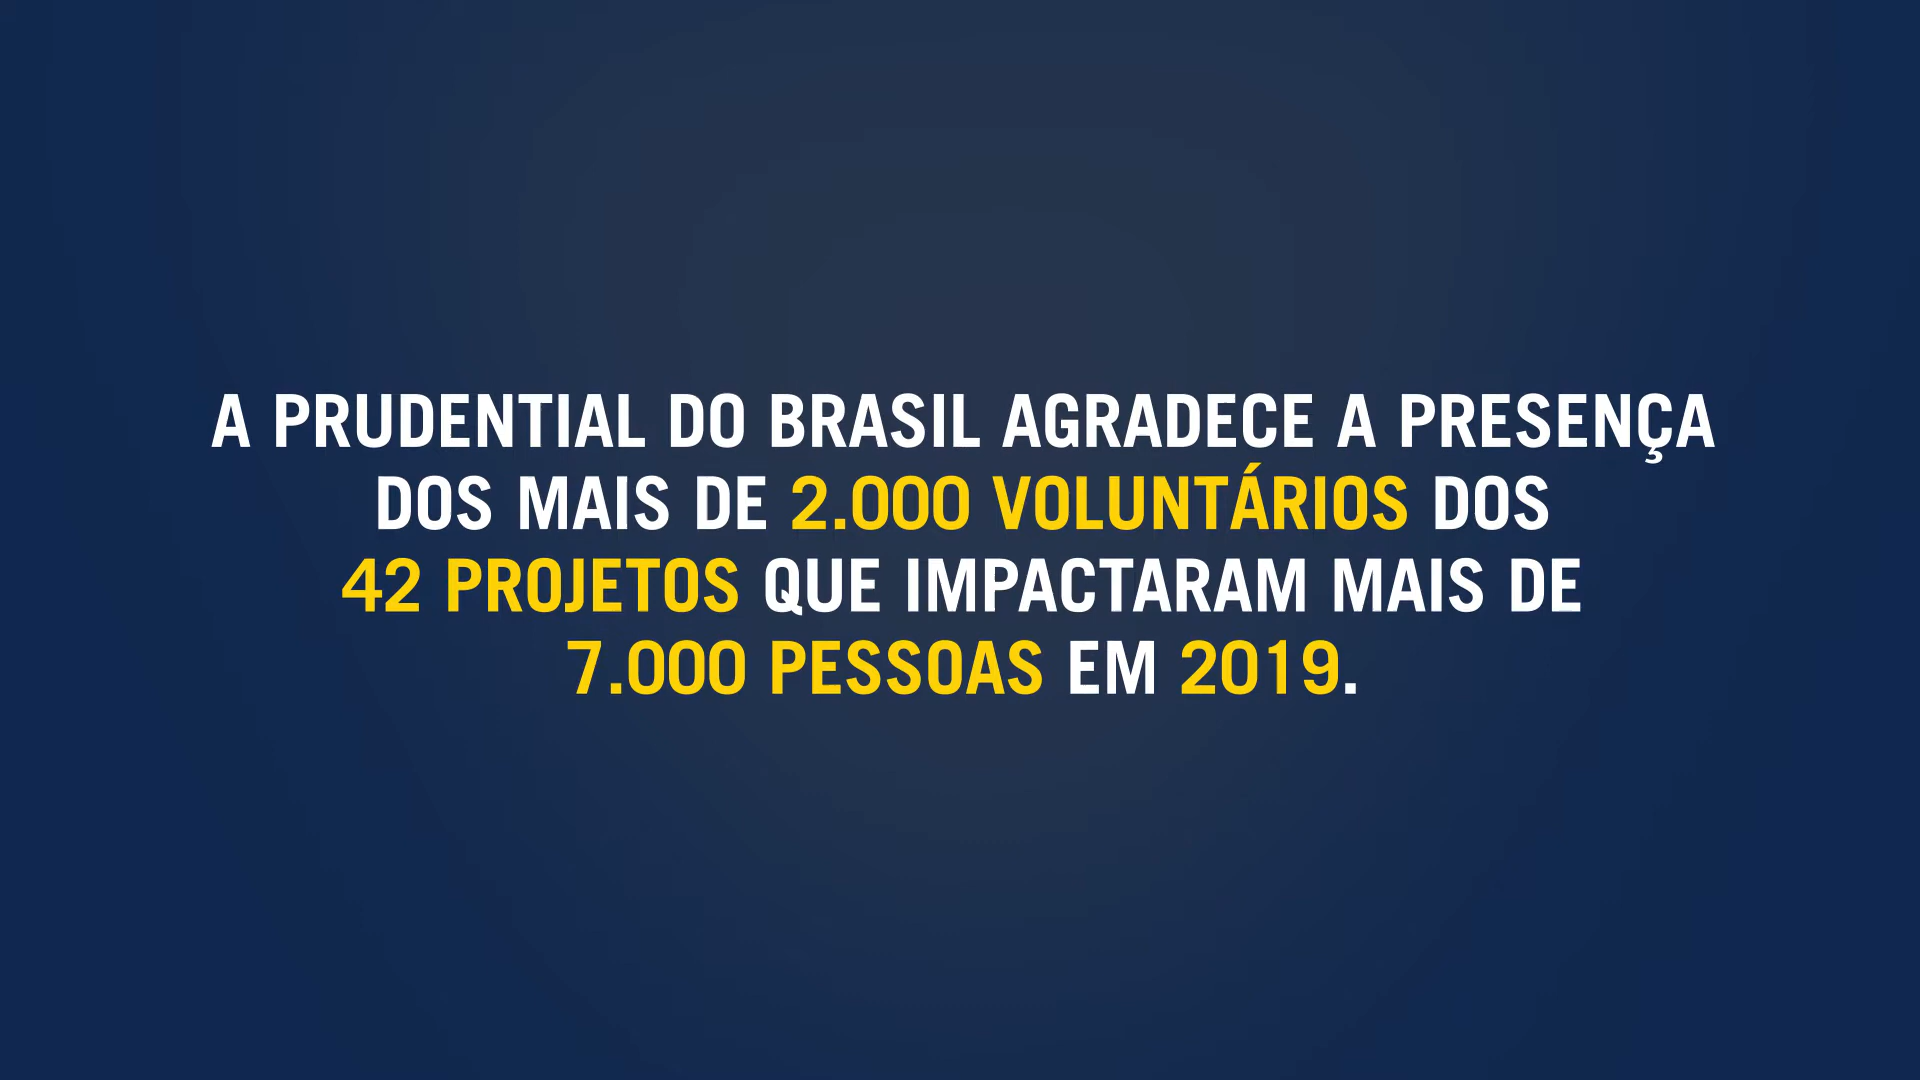 A PRUDENTIAL DO BRASIL AGRADECE A PRESENÇA
DOS MAIS DE 2.000 VOLUNTÁRIOS DOS
42 PROJETOS QUE IMPACTARAM MAIS DE
7.000 PESSOAS EM 2019.